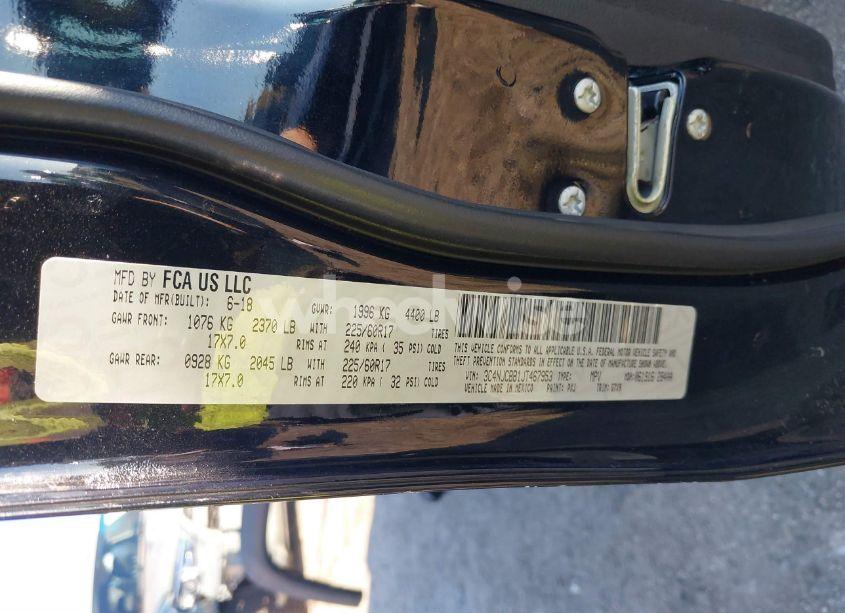 MFD BY FCA US LLC
DATE OF MFR(BUILT): 6-18 GVWR: 1996 KG 4400 LB
GAWR FRONT: 1076 KG 2370 LB WITH 225/60R17 TIRES
17X7.0 RIMS AT 240 KPA ( 35 PSI) COLD
GAWR REAR: 0928 KG 2045 LB WITH 225/60R17 TIRES
17X7.0 RIMS AT 220 KPA ( 32 PSI) COLD
THIS VEHICLE CONFORMS TO ALL APPLICABLE U.S.A. FEDERAL MOTOR VEHICLE SAFETY AND
THEFT PREVENTION STANDARDS IN EFFECT ON THE DATE OF MANUFACTURE SHOWN ABOVE.
VIN: 3C4NJCBB1JT467953 TYPE: MPV MDH:
VEHICLE MADE IN MEXICO PAINT: TRIM: